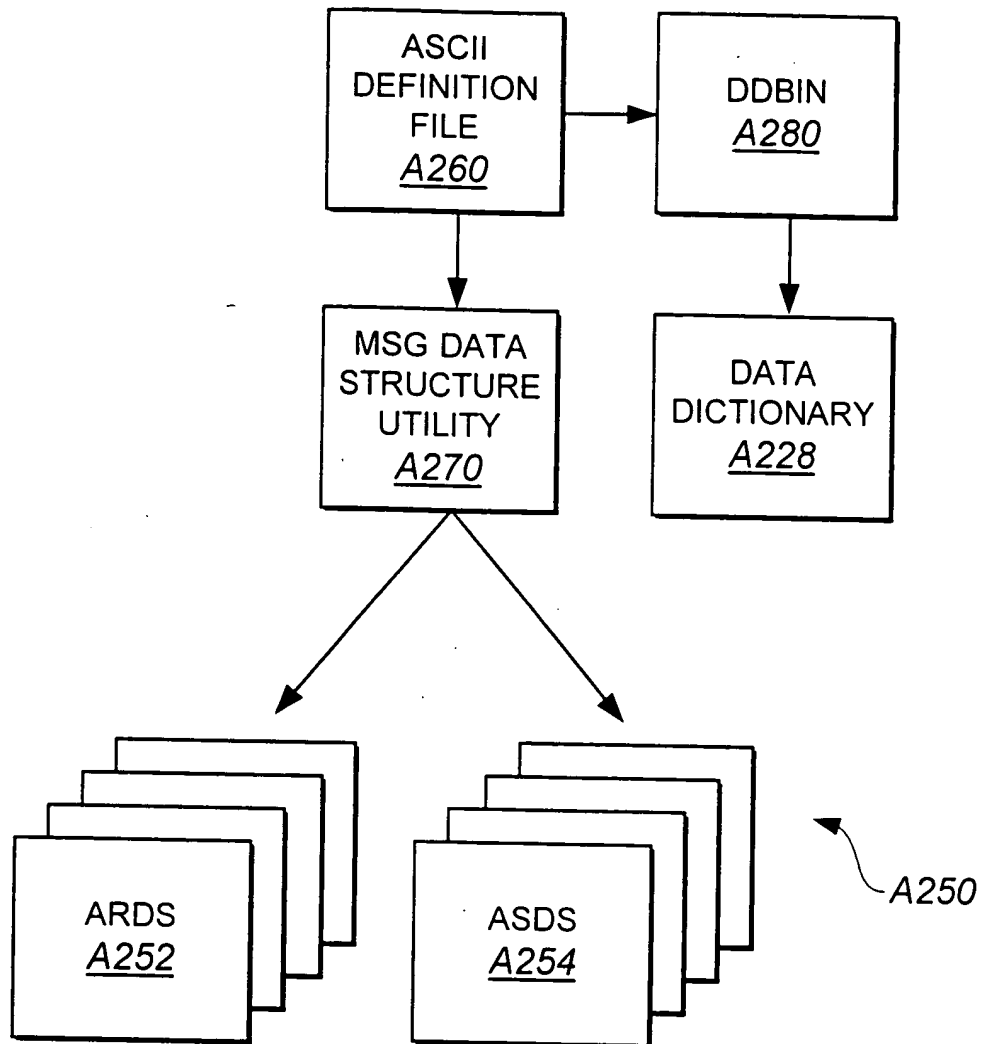 ASCII
DEFINITION
FILE
A260
DDBIN
A280
MSG DATA
STRUCTURE
UTILITY
A270
DATA
DICTIONARY
A228
ARDS
A252
ASDS
A254
A250